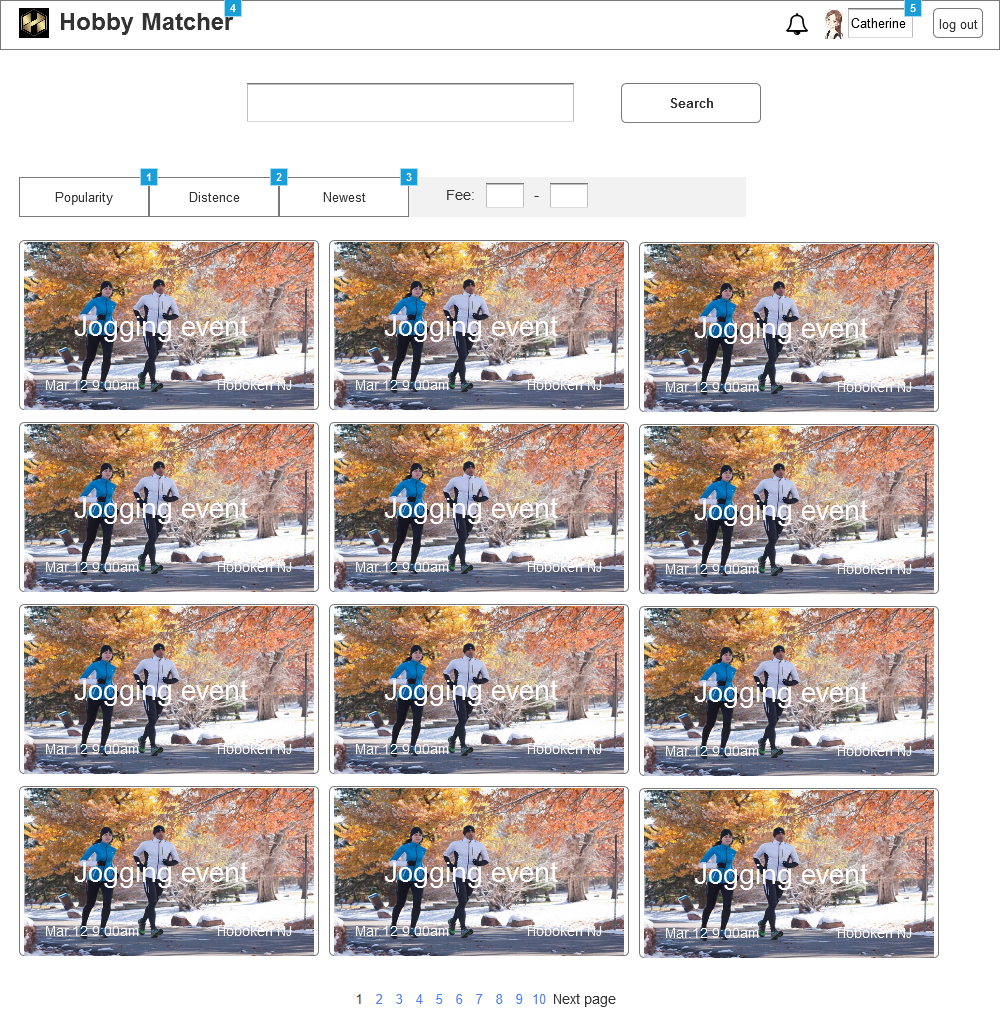 Hobby Matcher 4 Catherine 5 log out
Search
1 2 3
Popularity Distence Newest Fee: -
Jogging event Jogging event Jogging event
Mar 12 9:00am Hoboken NJ Mar 12 9:00am Hoboken NJ Mar 12 9:00am Hoboken NJ
Jogging event Jogging event Jogging event
Mar 12 9:00am Hoboken NJ Mar 12 9:00am Hoboken NJ Mar 12 9:00am Hoboken NJ
Jogging event Jogging event Jogging event
Mar 12 9:00am Hoboken NJ Mar 12 9:00am Hoboken NJ Mar 12 9:00am Hoboken NJ
Jogging event Jogging event Jogging event
Mar 12 9:00am Hoboken NJ Mar 12 9:00am Hoboken NJ Mar 12 9:00am Hoboken NJ
1 2 3 4 5 6 7 8 9 10 Next page